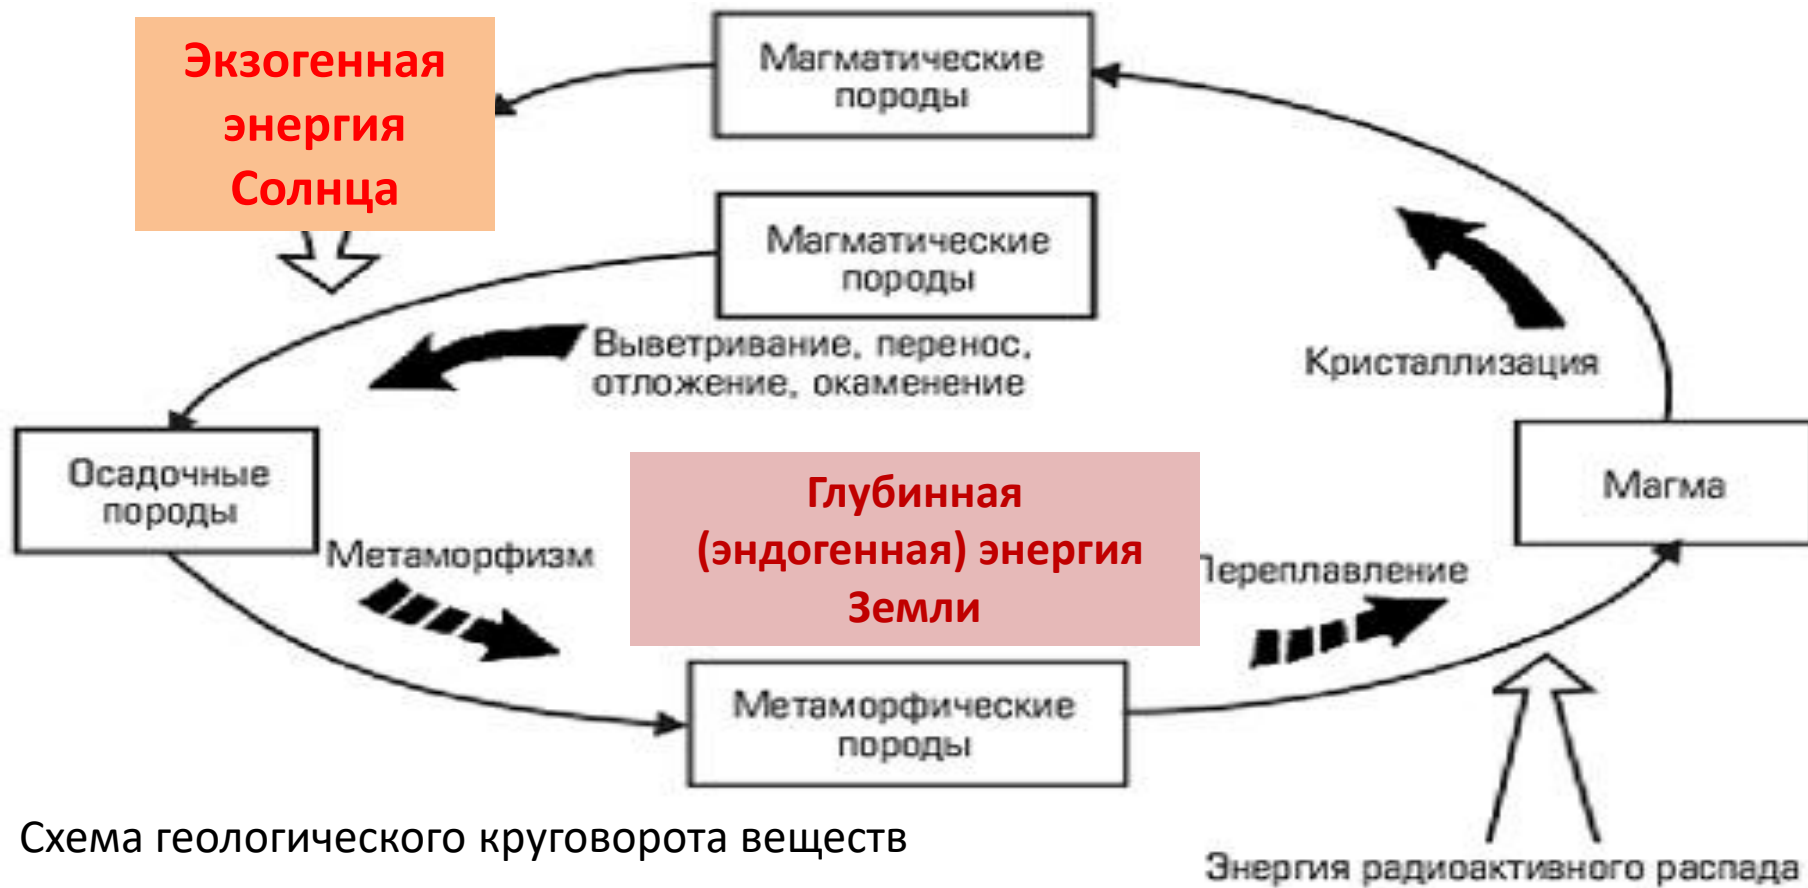 Экзогенная
энергия
Солнца
Магматические
породы
Магматические
породы
Выветривание, перенос,
отложение, окаменение
Кристаллизация
Осадочные
породы
Глубинная
(эндогенная) энергия
Земли
Магма
Метаморфизм
Переплавление
Метаморфические
породы
Схема геологического круговорота веществ
Энергия радиоактивного распада